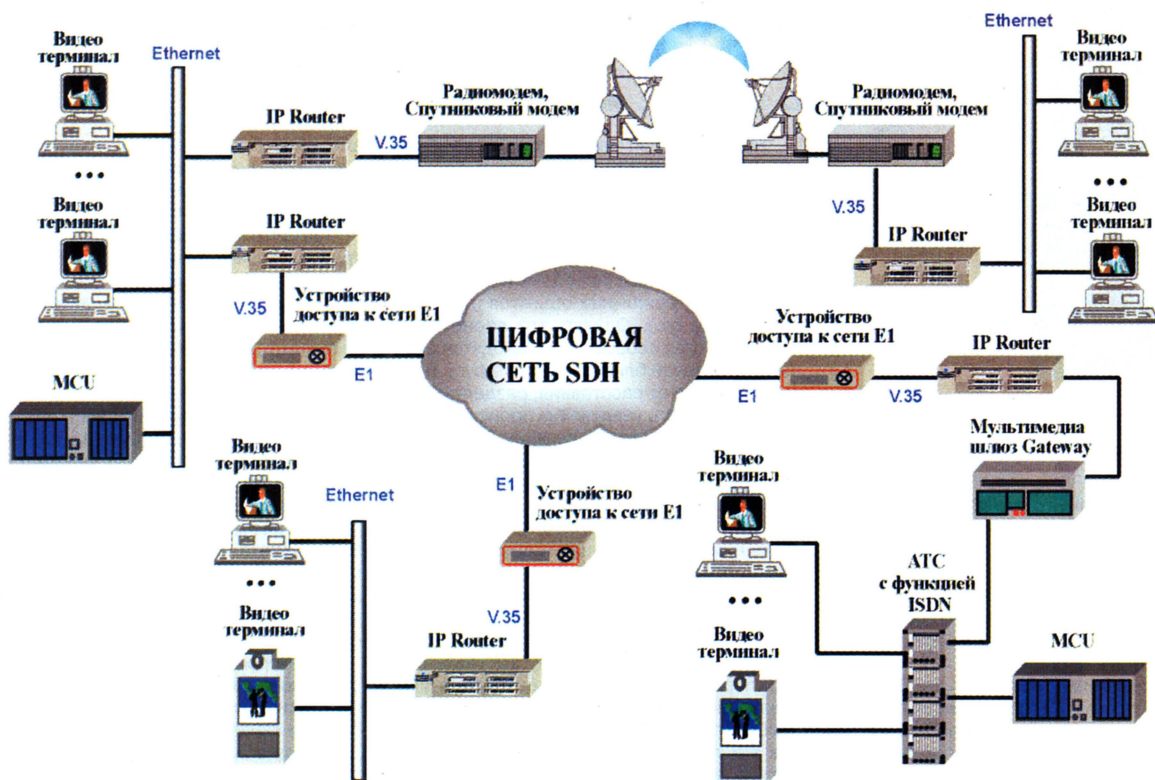 Видео
терминал
Ethernet
IP Router
V.35
Радиомодем,
Спутниковый модем
Радиомодем,
Спутниковый модем
Ethernet
Видео
терминал
Видео
терминал
IP Router
V.35
Устройство
доступа к сети E1
E1
V.35
IP Router
Видео
терминал
ЦИФРОВАЯ
СЕТЬ SDH
Устройство
доступа к сети E1
E1
V.35
IP Router
MCU
Мультимедиа
шлюз Gateway
Видео
терминал
Ethernet
E1
Устройство
доступа к сети E1
V.35
IP Router
Видео
терминал
Видео
терминал
АТС
с функцией
ISDN
MCU
Видео
терминал